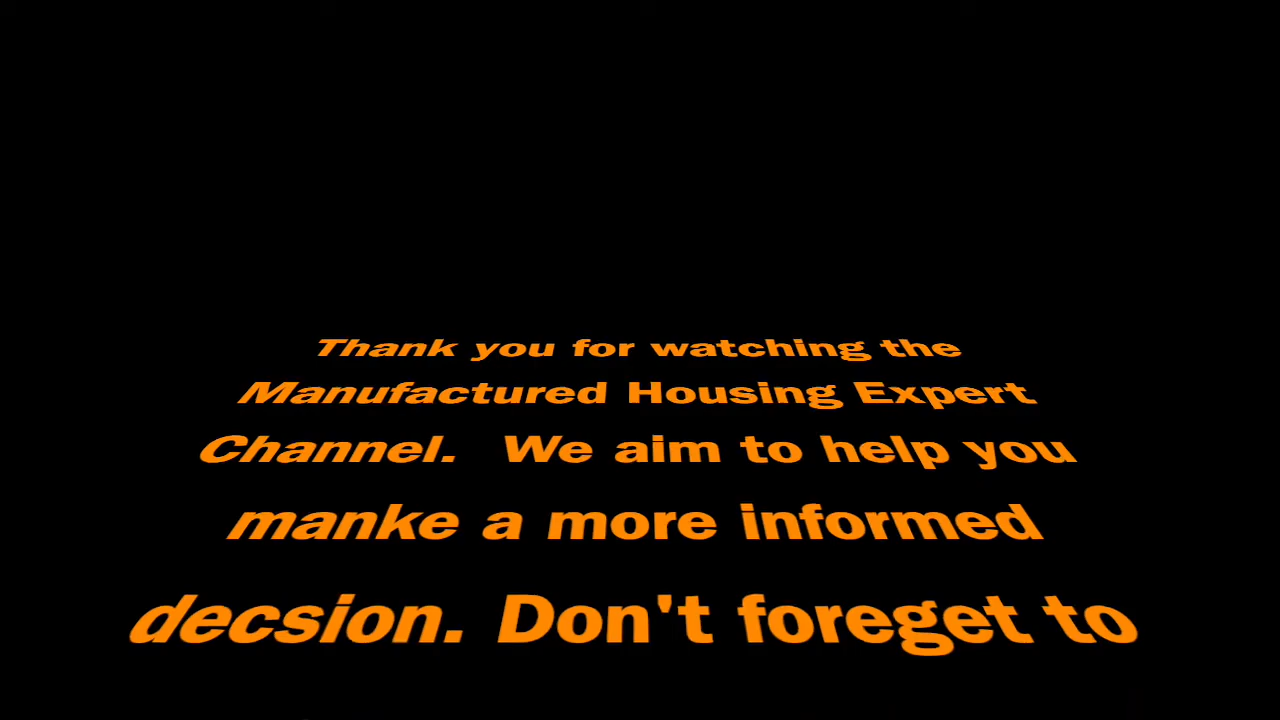 Thank you for watching the
Manufactured Housing Expert
Channel.  We aim to help you
manke a more informed
decsion. Don't foreget to